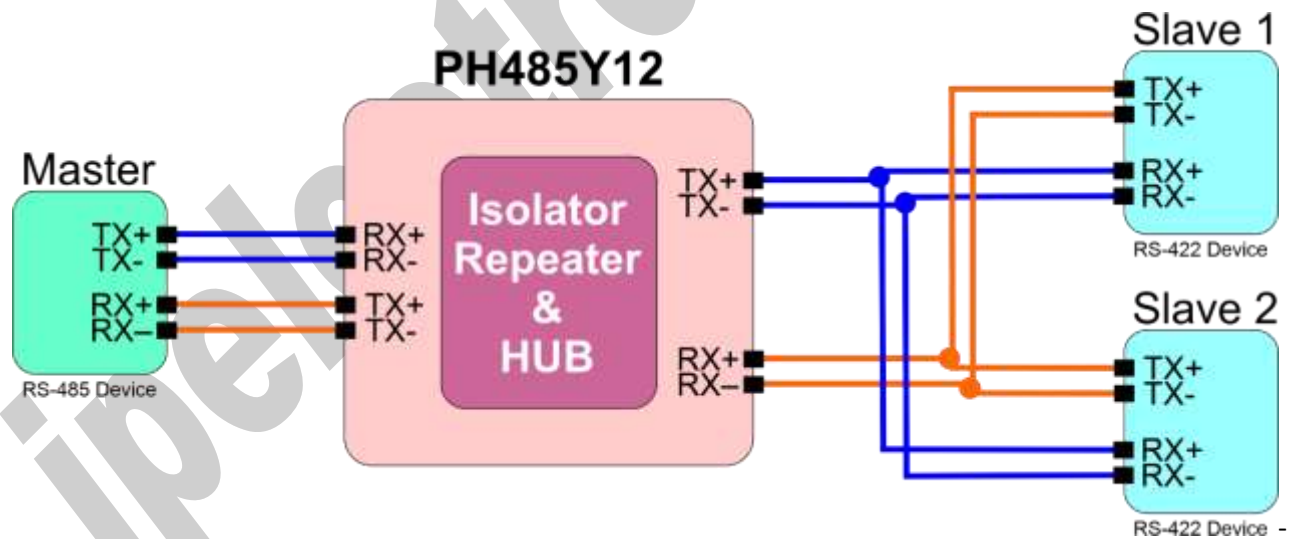 PH485Y12
Master
TX+
TX-
RX+
RX–
RS-485 Device
RX+
RX-
TX+
TX-
Isolator
Repeater
&
HUB
TX+
TX-
RX+
RX–
Slave 1
TX+
TX-
RX+
RX-
RS-422 Device
Slave 2
TX+
TX-
RX+
RX-
RS-422 Device -